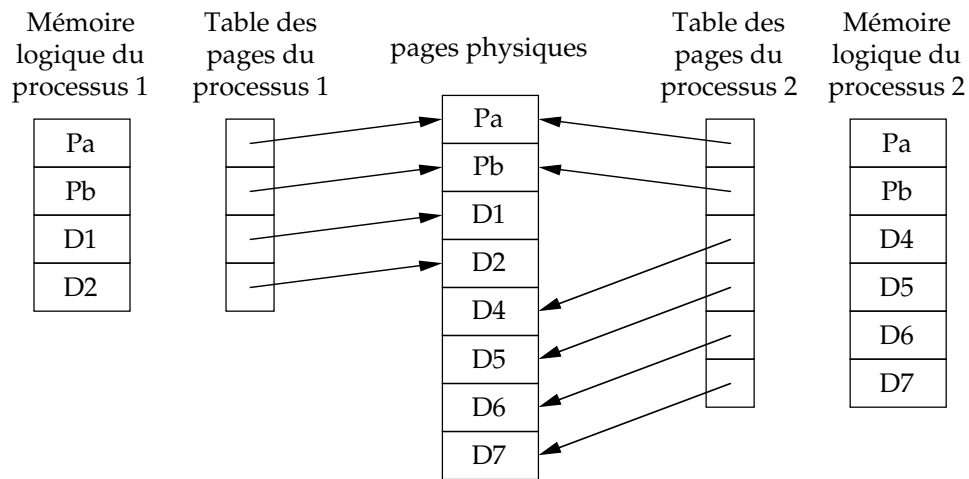 Mémoire
logique du
processus 1
Table des
pages du
processus 1
pages physiques
Table des
pages du
processus 2
Mémoire
logique du
processus 2
Pa
Pb
D1
D2
Pa
Pb
D1
D2
D4
D5
D6
D7
Pa
Pb
D4
D5
D6
D7